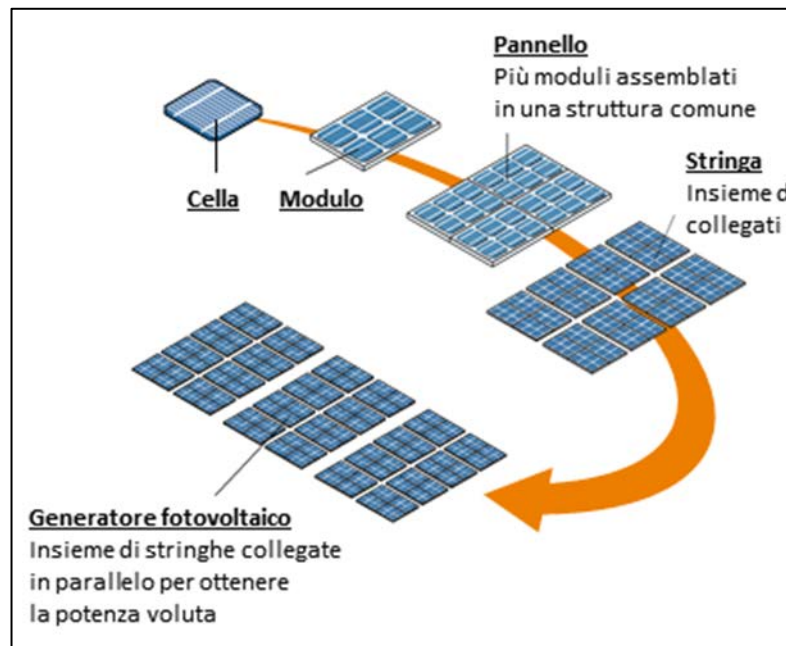 Pannello
Più moduli assemblati
in una struttura comune
Stringa
Insieme d
collegati
Cella
Modulo
Generatore fotovoltaico
Insieme di stringhe collegate
in parallelo per ottenere
la potenza voluta